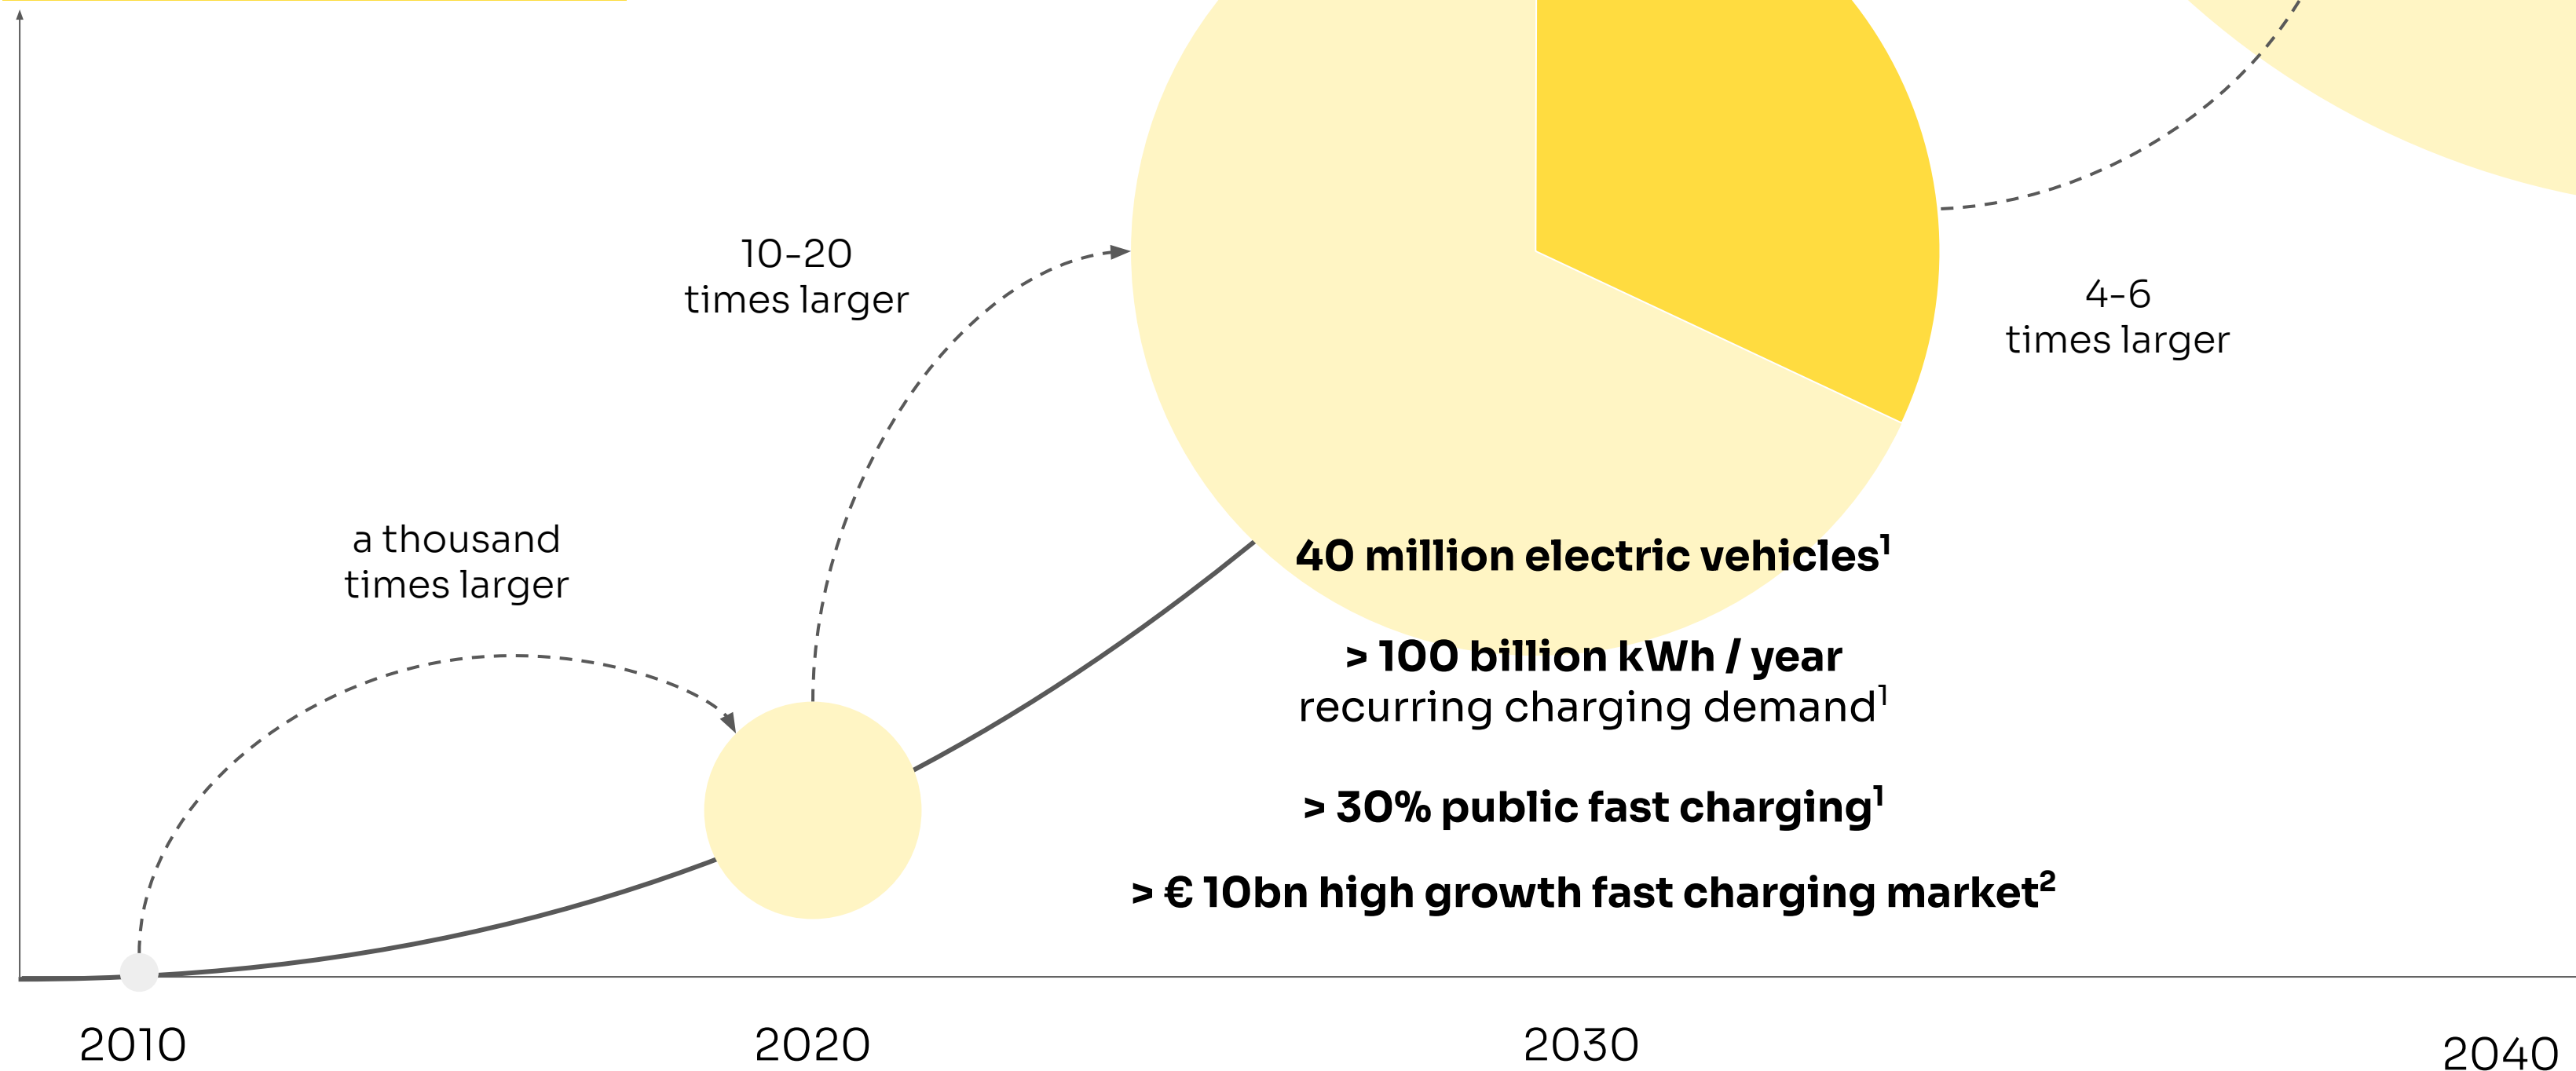 10-20
times larger
4-6
times larger
a thousand
times larger
40 million electric vehicles¹
> 100 billion kWh / year
recurring charging demand¹
> 30% public fast charging¹
> € 10bn high growth fast charging market²
2010
2020
2030
2040